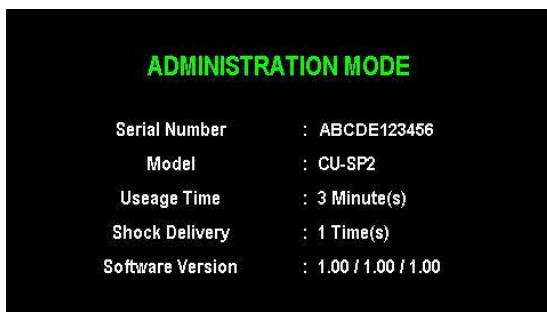 ADMINISTRATION MODE
Serial Number : ABCDE123456
Model : CU-SP2
Useage Time : 3 Minute(s)
Shock Delivery : 1 Time(s)
Software Version : 1.00 / 1.00 / 1.00